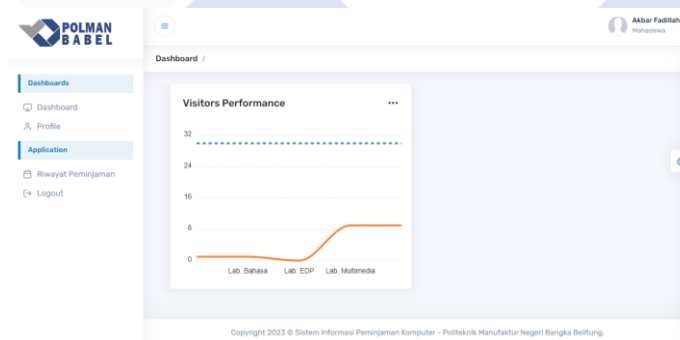 POLMAN
BABEL
Akbar Fadillah
Mahasiswa
Dashboard /
Dashboards
Dashboard
Profile
Application
Riwayat Peminjaman
Logout
Visitors Performance
32
24
16
8
0
Lab. Bahasa Lab. EDP Lab. Multimedia
Copyright 2023 © Sistem Informasi Peminjaman Komputer - Politeknik Manufaktur Negeri Bangka Belitung.